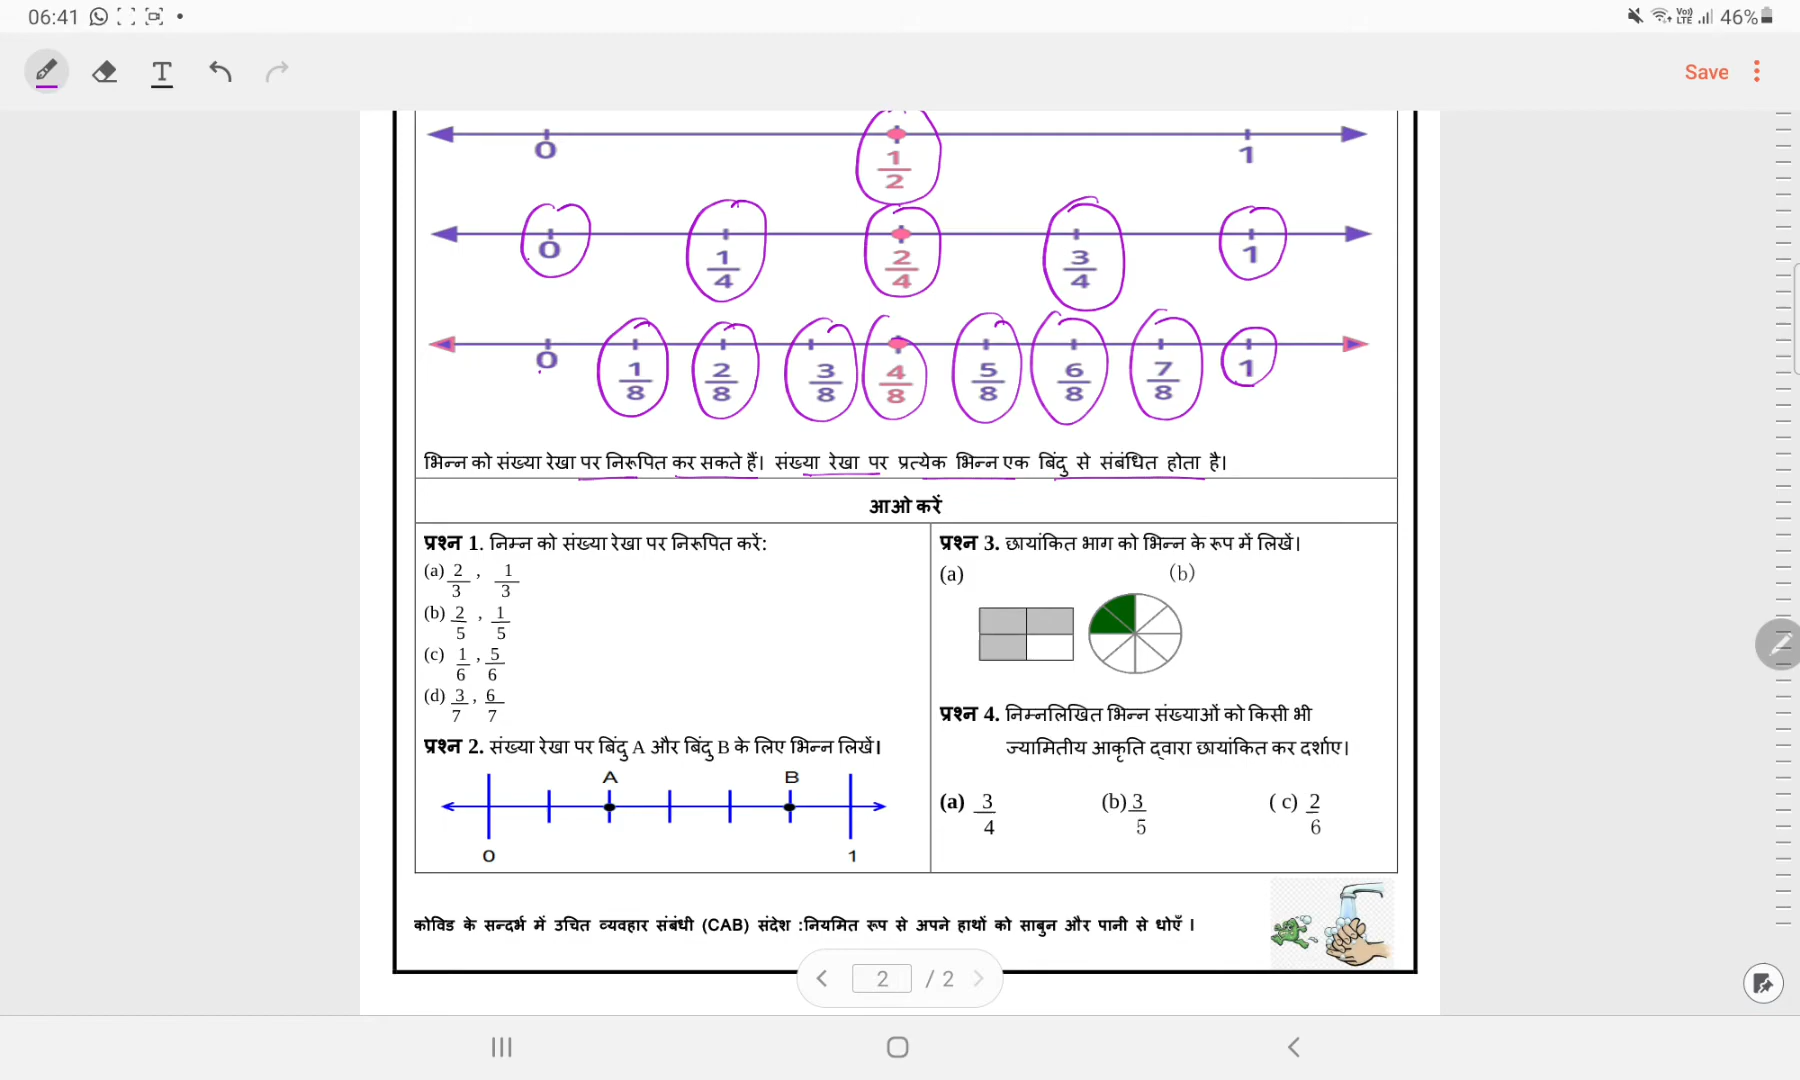 06:41
Vo)) LTE 46%
T Save
0 1/2 1
0 1/4 2/4 3/4 1
0 1/8 2/8 3/8 4/8 5/8 6/8 7/8 1
भिन्न को संख्या रेखा पर निरूपित कर सकते हैं। संख्या रेखा पर प्रत्येक भिन्न एक बिंदु से संबंधित होता है।
आओ करें
प्रश्न 1. निम्न को संख्या रेखा पर निरूपित करें:
(a) 2/3 , 1/3
(b) 2/5 , 1/5
(c) 1/6 , 5/6
(d) 3/7 , 6/7
प्रश्न 2. संख्या रेखा पर बिंदु A और बिंदु B के लिए भिन्न लिखें।
A B
0 1
प्रश्न 3. छायांकित भाग को भिन्न के रूप में लिखें।
(a) (b)
प्रश्न 4. निम्नलिखित भिन्न संख्याओं को किसी भी
ज्यामितीय आकृति द्वारा छायांकित कर दर्शाए।
(a) 3/4 (b) 3/5 ( c) 2/6
कोविड के सन्दर्भ में उचित व्यवहार संबंधी (CAB) संदेश :नियमित रूप से अपने हाथों को साबुन और पानी से धोएँ ।
2 / 2